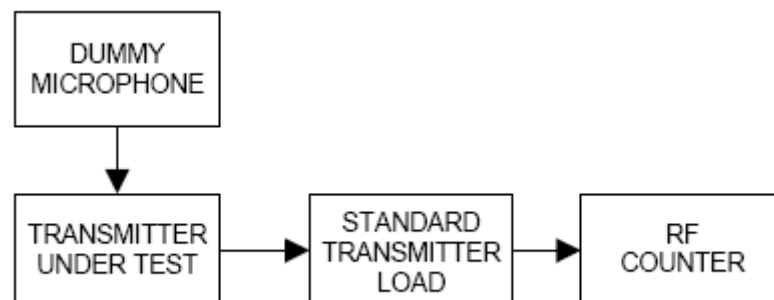 DUMMY
MICROPHONE
TRANSMITTER
UNDER TEST
STANDARD
TRANSMITTER
LOAD
RF
COUNTER